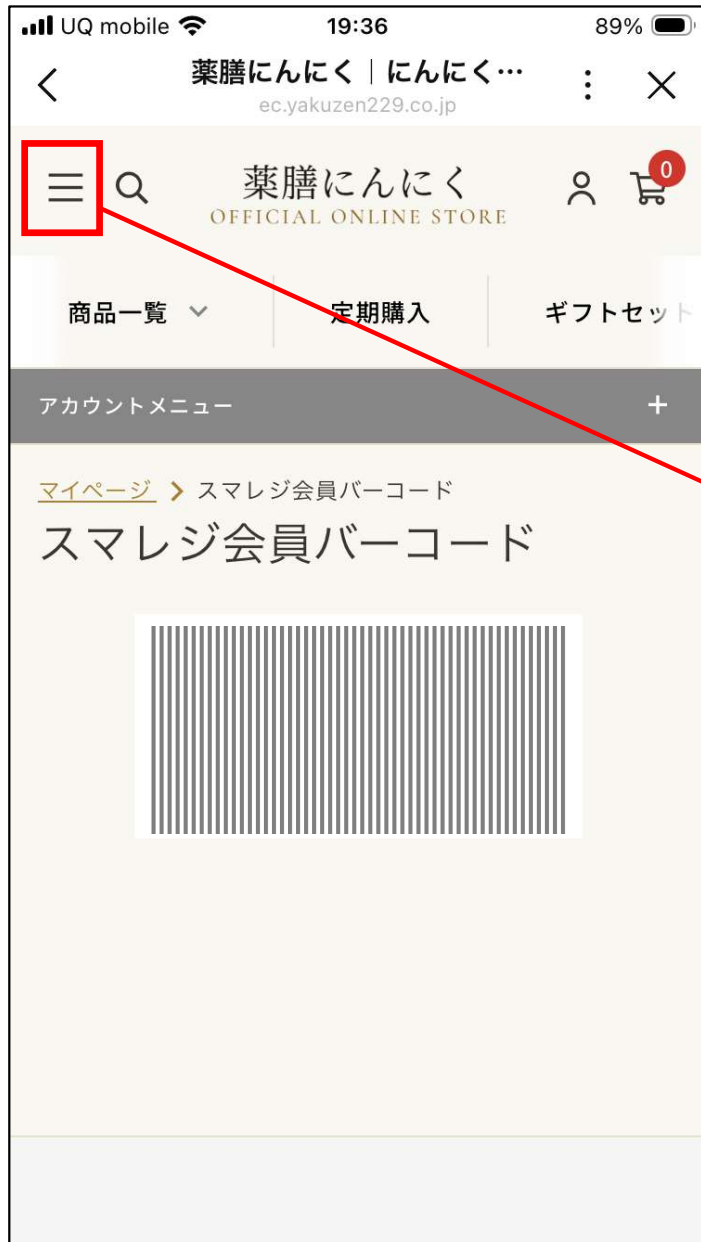 UQ mobile 19:36 89%
薬膳にんにく｜にんにく…
ec.yakuzen229.co.jp
薬膳にんにく
OFFICIAL ONLINE STORE
0
商品一覧 定期購入 ギフトセット
アカウントメニュー +
マイページ > スマレジ会員バーコード
スマレジ会員バーコード